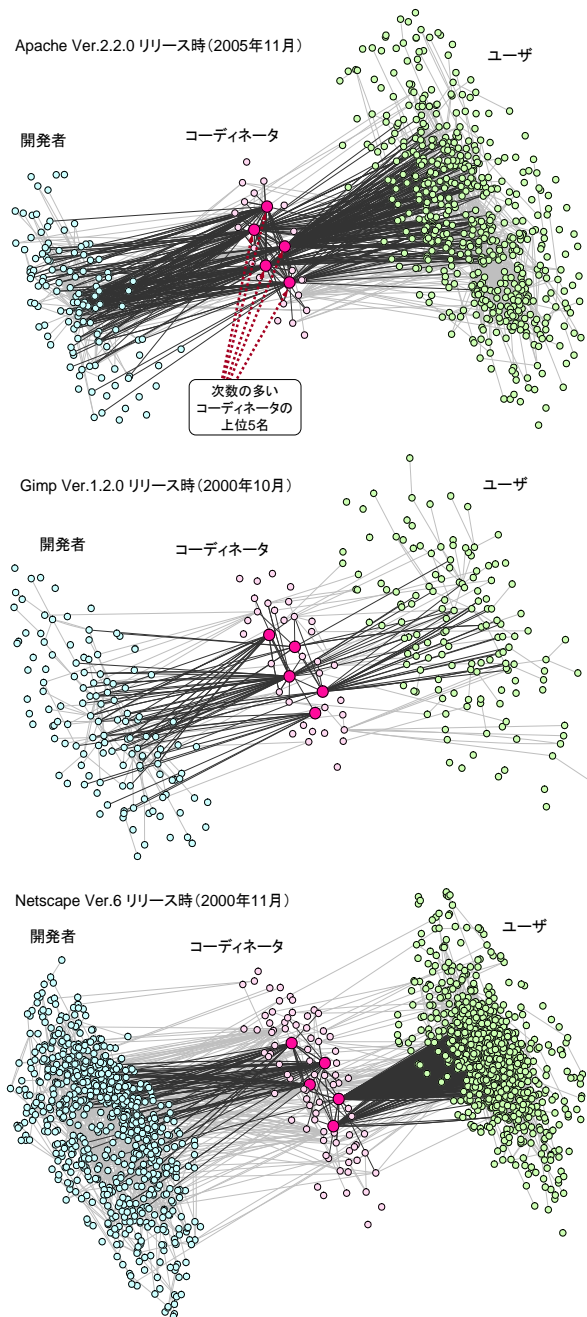 Apache Ver.2.2.0 リリース時(2005年11月)
ユーザ
開発者
コーディネータ
次数の多い
コーディネータの
上位5名
Gimp Ver.1.2.0 リリース時(2000年10月)
ユーザ
開発者
コーディネータ
Netscape Ver.6 リリース時(2000年11月)
開発者
コーディネータ
ユーザ